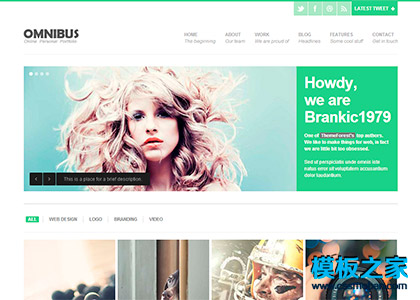 LATEST TWEET
OMNIBUS
Online Personal Portfolio
HOME ABOUT WORK BLOG FEATURES CONTACT
The beginning Our team We are proud of Headlines Some cool stuff Get in touch
Howdy,
we are
Brankic1979
One of ThemeForest's top authors.
We like to make things for web, in fact
we are little bit too obsessed.
Sed ut perspiciatis unde omnis iste
natus error sit voluptatem accusantium
dolor laudantium.
This is a place for a brief description.
ALL WEB DESIGN LOGO BRANDING VIDEO
模板之家